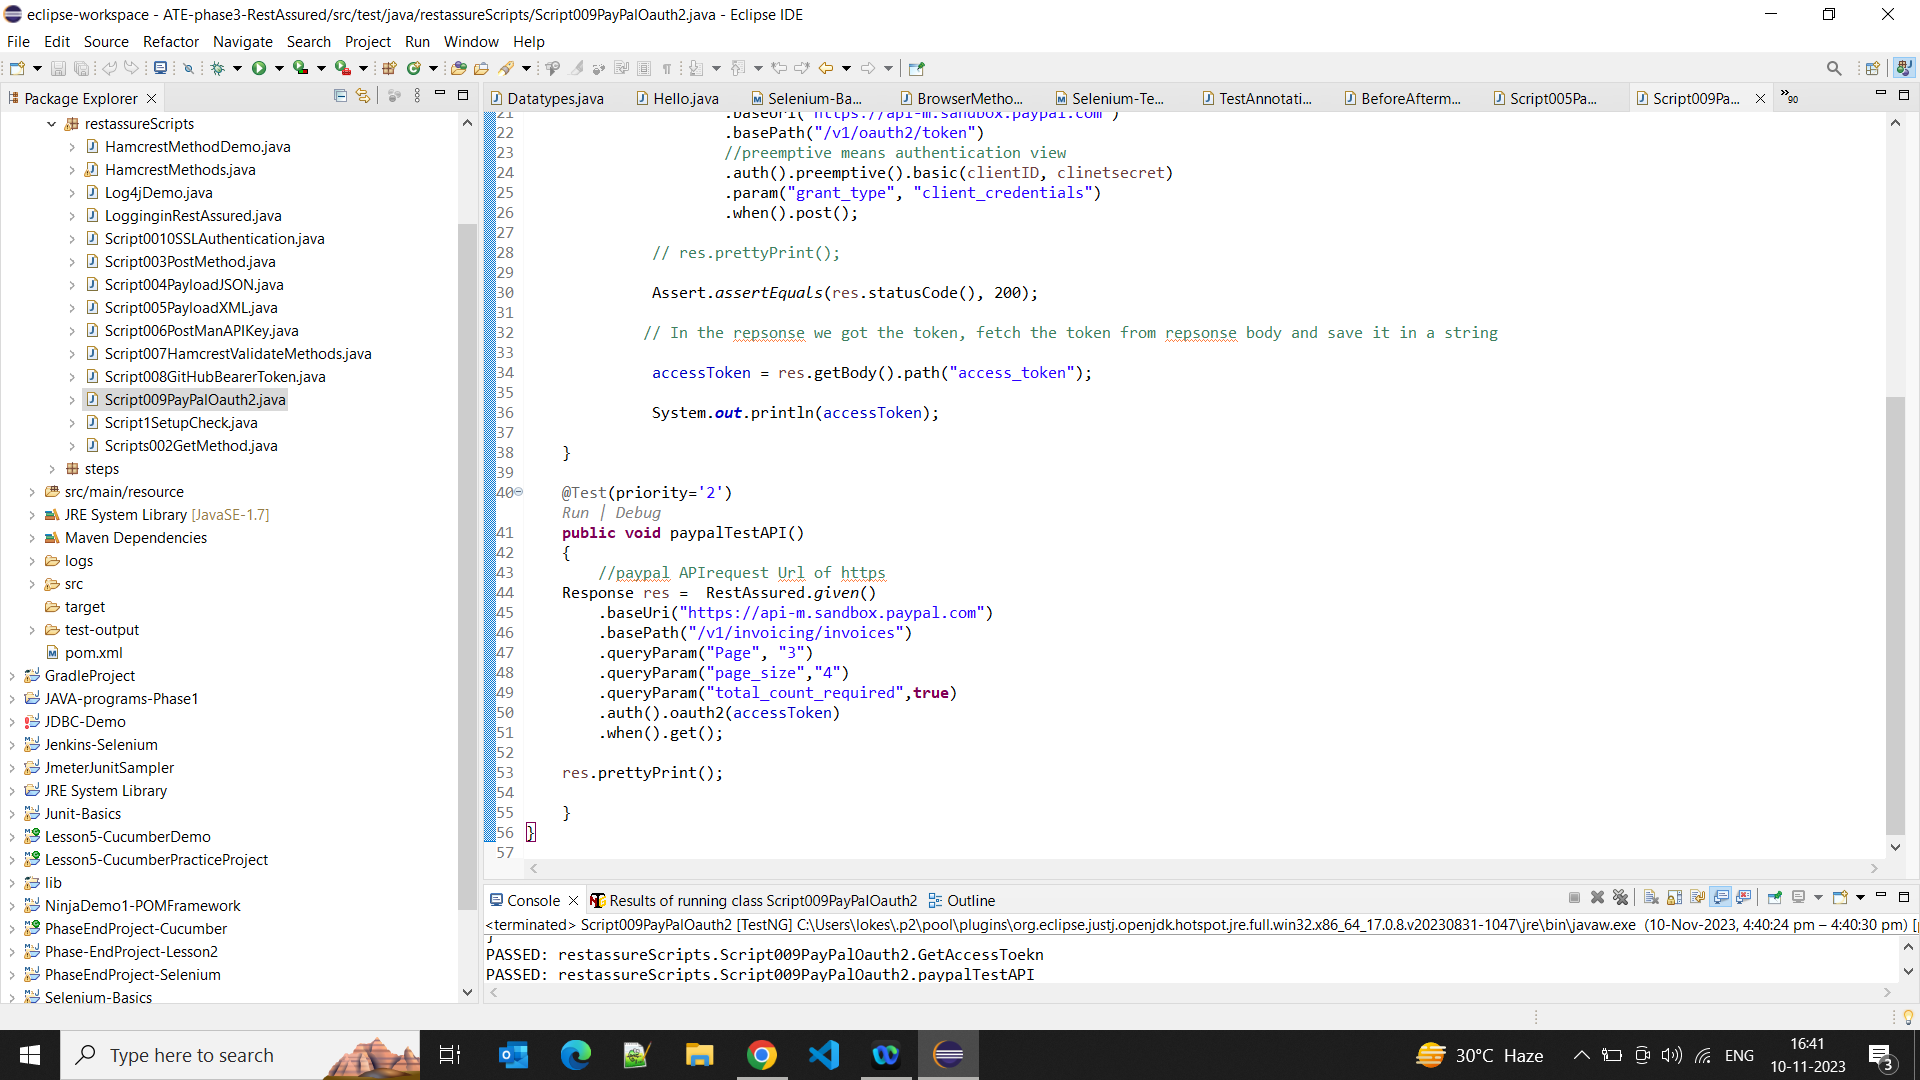 eclipse-workspace - ATE-phase3-RestAssured/src/test/java/restassureScripts/Script009PayPalOauth2.java - Eclipse IDE
File Edit Source Refactor Navigate Search Project Run Window Help
Package Explorer
restassureScripts
HamcrestMethodDemo.java
HamcrestMethods.java
Log4jDemo.java
LogginginRestAssured.java
Script0010SSLAuthentication.java
Script003PostMethod.java
Script004PayloadJSON.java
Script005PayloadXML.java
Script006PostManAPIKey.java
Script007HamcrestValidateMethods.java
Script008GitHubBearerToken.java
Script009PayPalOauth2.java
Script1SetupCheck.java
Scripts002GetMethod.java
steps
src/main/resource
JRE System Library [JavaSE-1.7]
Maven Dependencies
logs
src
target
test-output
pom.xml
GradleProject
JAVA-programs-Phase1
JDBC-Demo
Jenkins-Selenium
JmeterJunitSampler
JRE System Library
Junit-Basics
Lesson5-CucumberDemo
Lesson5-CucumberPracticeProject
lib
NinjaDemo1-POMFramework
PhaseEndProject-Cucumber
Phase-EndProject-Lesson2
PhaseEndProject-Selenium
Selenium-Basics
Datatypes.java Hello.java Selenium-Ba... BrowserMetho... Selenium-Te... TestAnnotati... BeforeAfterm... Script005Pa... Script009Pa... 90
21 .baseUri("https://api-m.sandbox.paypal.com")
22 .basePath("/v1/oauth2/token")
23 //preemptive means authentication view
24 .auth().preemptive().basic(clientID, clinetsecret)
25 .param("grant_type", "client_credentials")
26 .when().post();
27
28 // res.prettyPrint();
29
30 Assert.assertEquals(res.statusCode(), 200);
31
32 // In the repsonse we got the token, fetch the token from repsonse body and save it in a string
33
34 accessToken = res.getBody().path("access_token");
35
36 System.out.println(accessToken);
37
38 }
39
40 @Test(priority='2')
Run | Debug
41 public void paypalTestAPI()
42 {
43 //paypal APIrequest Url of https
44 Response res = RestAssured.given()
45 .baseUri("https://api-m.sandbox.paypal.com")
46 .basePath("/v1/invoicing/invoices")
47 .queryParam("Page", "3")
48 .queryParam("page_size","4")
49 .queryParam("total_count_required",true)
50 .auth().oauth2(accessToken)
51 .when().get();
52
53 res.prettyPrint();
54
55 }
56 }
57
Console Results of running class Script009PayPalOauth2 Outline
<terminated> Script009PayPalOauth2 [TestNG] C:\Users\lokes\.p2\pool\plugins\org.eclipse.justj.openjdk.hotspot.jre.full.win32.x86_64_17.0.8.v20230831-1047\jre\bin\javaw.exe (10-Nov-2023, 4:40:24 pm – 4:40:30 pm) [
PASSED: restassureScripts.Script009PayPalOauth2.GetAccessToekn
PASSED: restassureScripts.Script009PayPalOauth2.paypalTestAPI
Type here to search
30°C Haze
ENG
16:41
10-11-2023
3